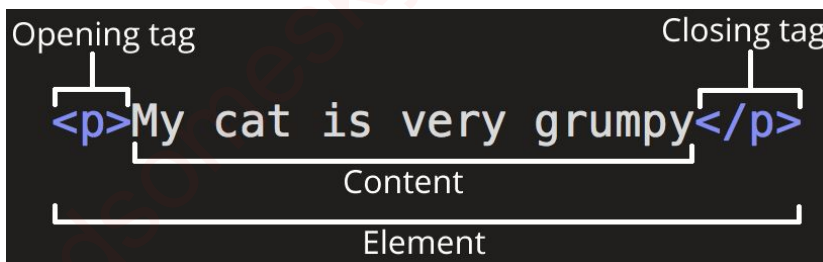 Opening tag
Closing tag
<p>My cat is very grumpy</p>
Content
Element